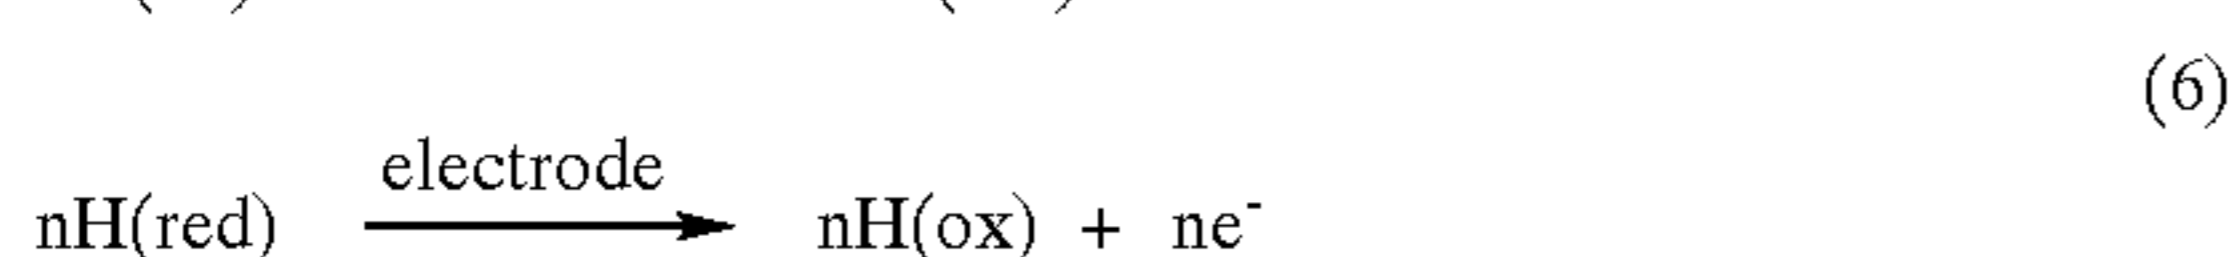 (6)
electrode
nH(red) ⟶ nH(ox) + ne⁻